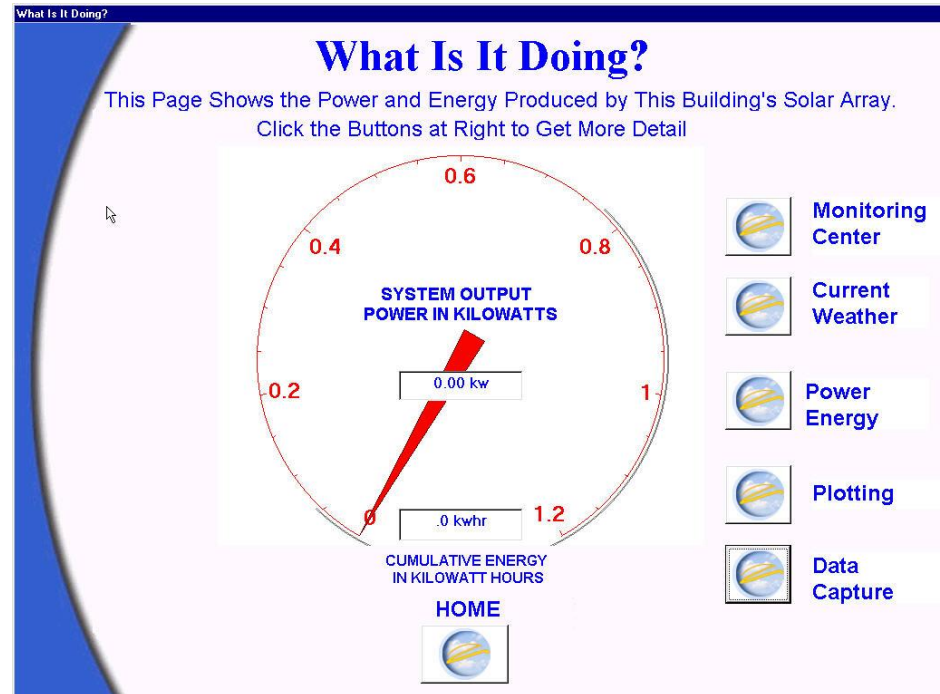 What Is It Doing?
What Is It Doing?
This Page Shows the Power and Energy Produced by This Building's Solar Array.
Click the Buttons at Right to Get More Detail
0.6
0.4
0.8
SYSTEM OUTPUT
POWER IN KILOWATTS
0.00 kw
0.2
1
0
.0 kwhr
1.2
CUMULATIVE ENERGY
IN KILOWATT HOURS
HOME
Monitoring
Center
Current
Weather
Power
Energy
Plotting
Data
Capture